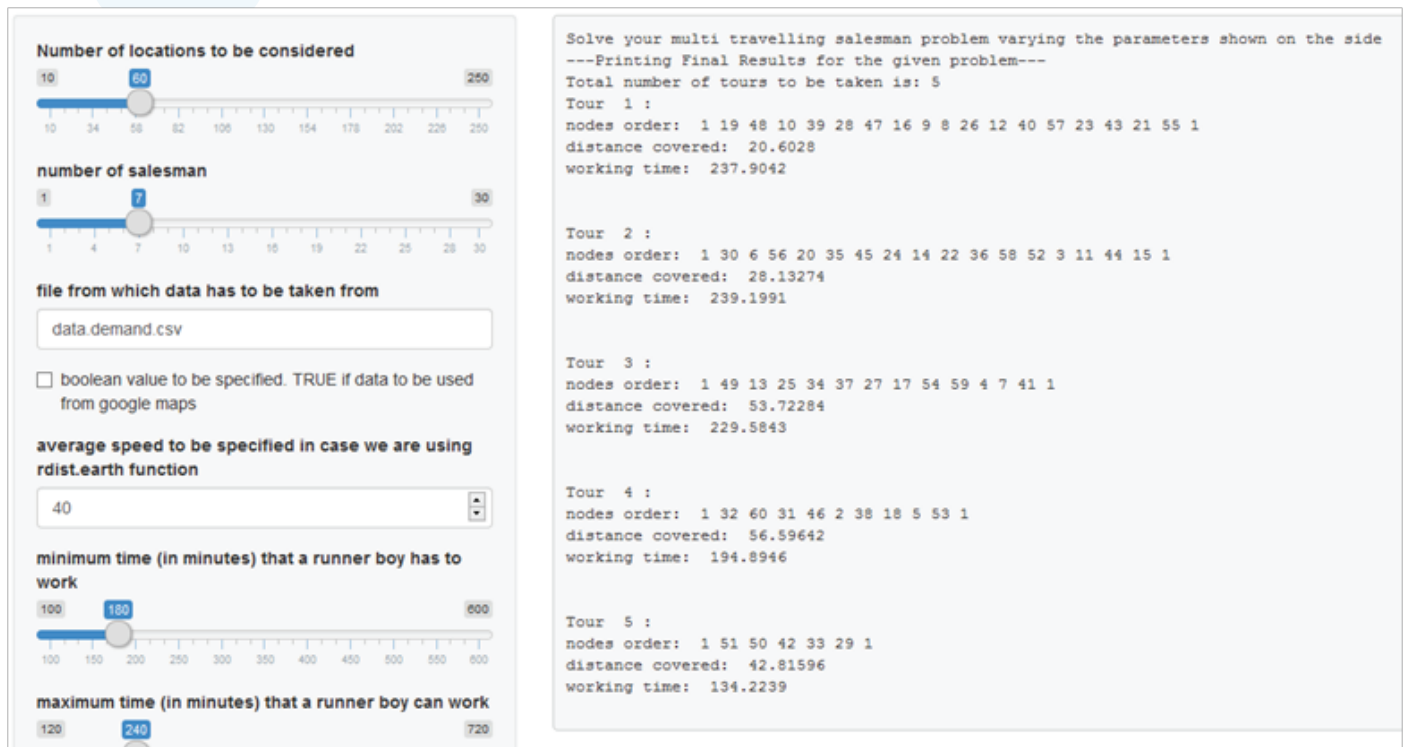 Number of locations to be considered
10 60 250
10 34 58 82 106 130 154 178 202 226 250
number of salesman
1 7 30
1 4 7 10 13 16 19 22 25 28 30
file from which data has to be taken from
data.demand.csv
boolean value to be specified. TRUE if data to be used
from google maps
average speed to be specified in case we are using
rdist.earth function
40
minimum time (in minutes) that a runner boy has to
work
100 180 600
100 150 200 250 300 350 400 450 500 550 600
maximum time (in minutes) that a runner boy can work
120 240 720
Solve your multi travelling salesman problem varying the parameters shown on the side
---Printing Final Results for the given problem---
Total number of tours to be taken is: 5
Tour 1 :
nodes order: 1 19 48 10 39 28 47 16 9 8 26 12 40 57 23 43 21 55 1
distance covered: 20.6028
working time: 237.9042
Tour 2 :
nodes order: 1 30 6 56 20 35 45 24 14 22 36 58 52 3 11 44 15 1
distance covered: 28.13274
working time: 239.1991
Tour 3 :
nodes order: 1 49 13 25 34 37 27 17 54 59 4 7 41 1
distance covered: 53.72284
working time: 229.5843
Tour 4 :
nodes order: 1 32 60 31 46 2 38 18 5 53 1
distance covered: 56.59642
working time: 194.8946
Tour 5 :
nodes order: 1 51 50 42 33 29 1
distance covered: 42.81596
working time: 134.2239